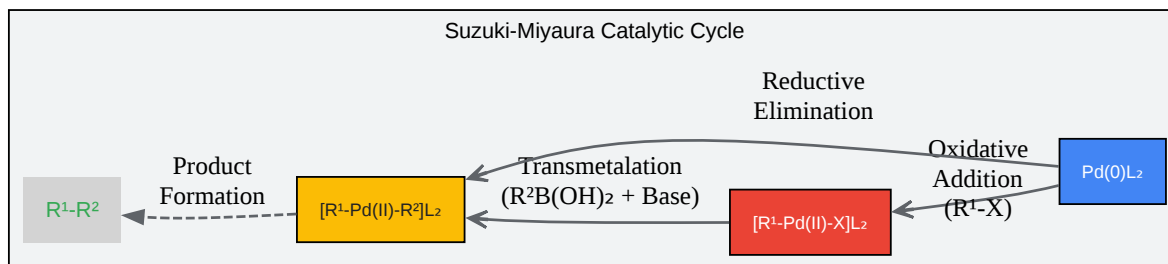 Suzuki-Miyaura Catalytic Cycle
Reductive
Elimination
Oxidative
Addition
(R¹-X)
Pd(0)L₂
Transmetalation
(R²B(OH)₂ + Base)
Product
Formation
R¹-R²
[R¹-Pd(II)-R²]L₂
[R¹-Pd(II)-X]L₂